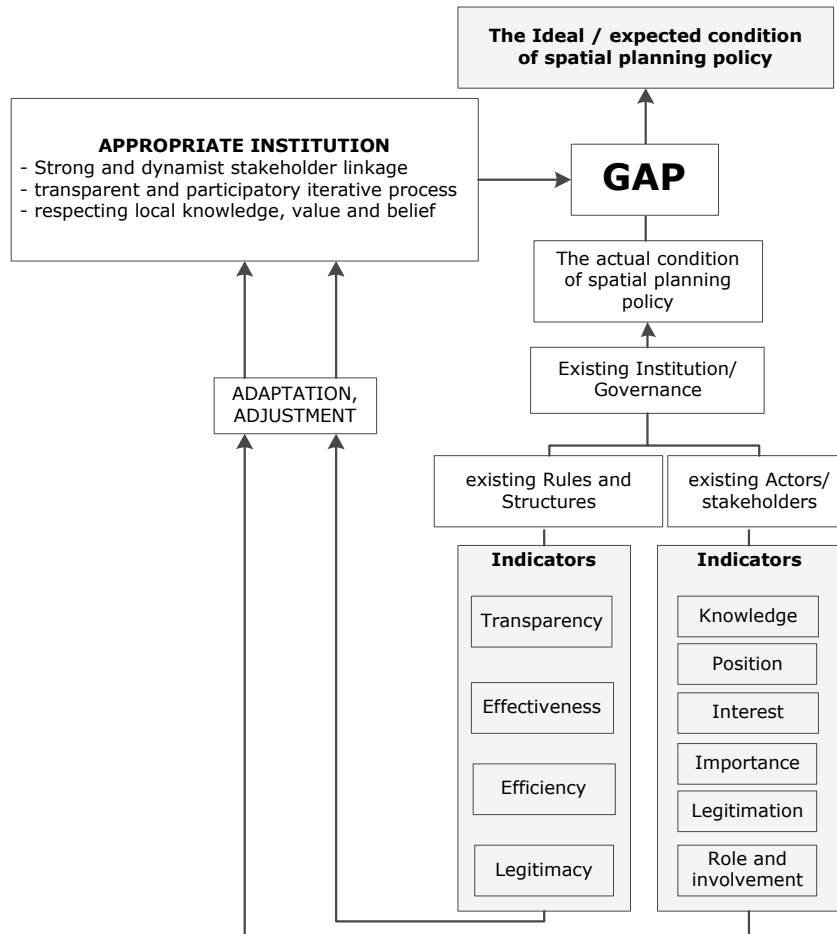 The Ideal / expected condition
of spatial planning policy
APPROPRIATE INSTITUTION
- Strong and dynamist stakeholder linkage
- transparent and participatory iterative process
- respecting local knowledge, value and belief
GAP
The actual condition
of spatial planning
policy
Existing Institution/
Governance
ADAPTATION,
ADJUSTMENT
existing Rules and
Structures
existing Actors/
stakeholders
Indicators
Transparency
Effectiveness
Efficiency
Legitimacy
Indicators
Knowledge
Position
Interest
Importance
Legitimation
Role and
involvement